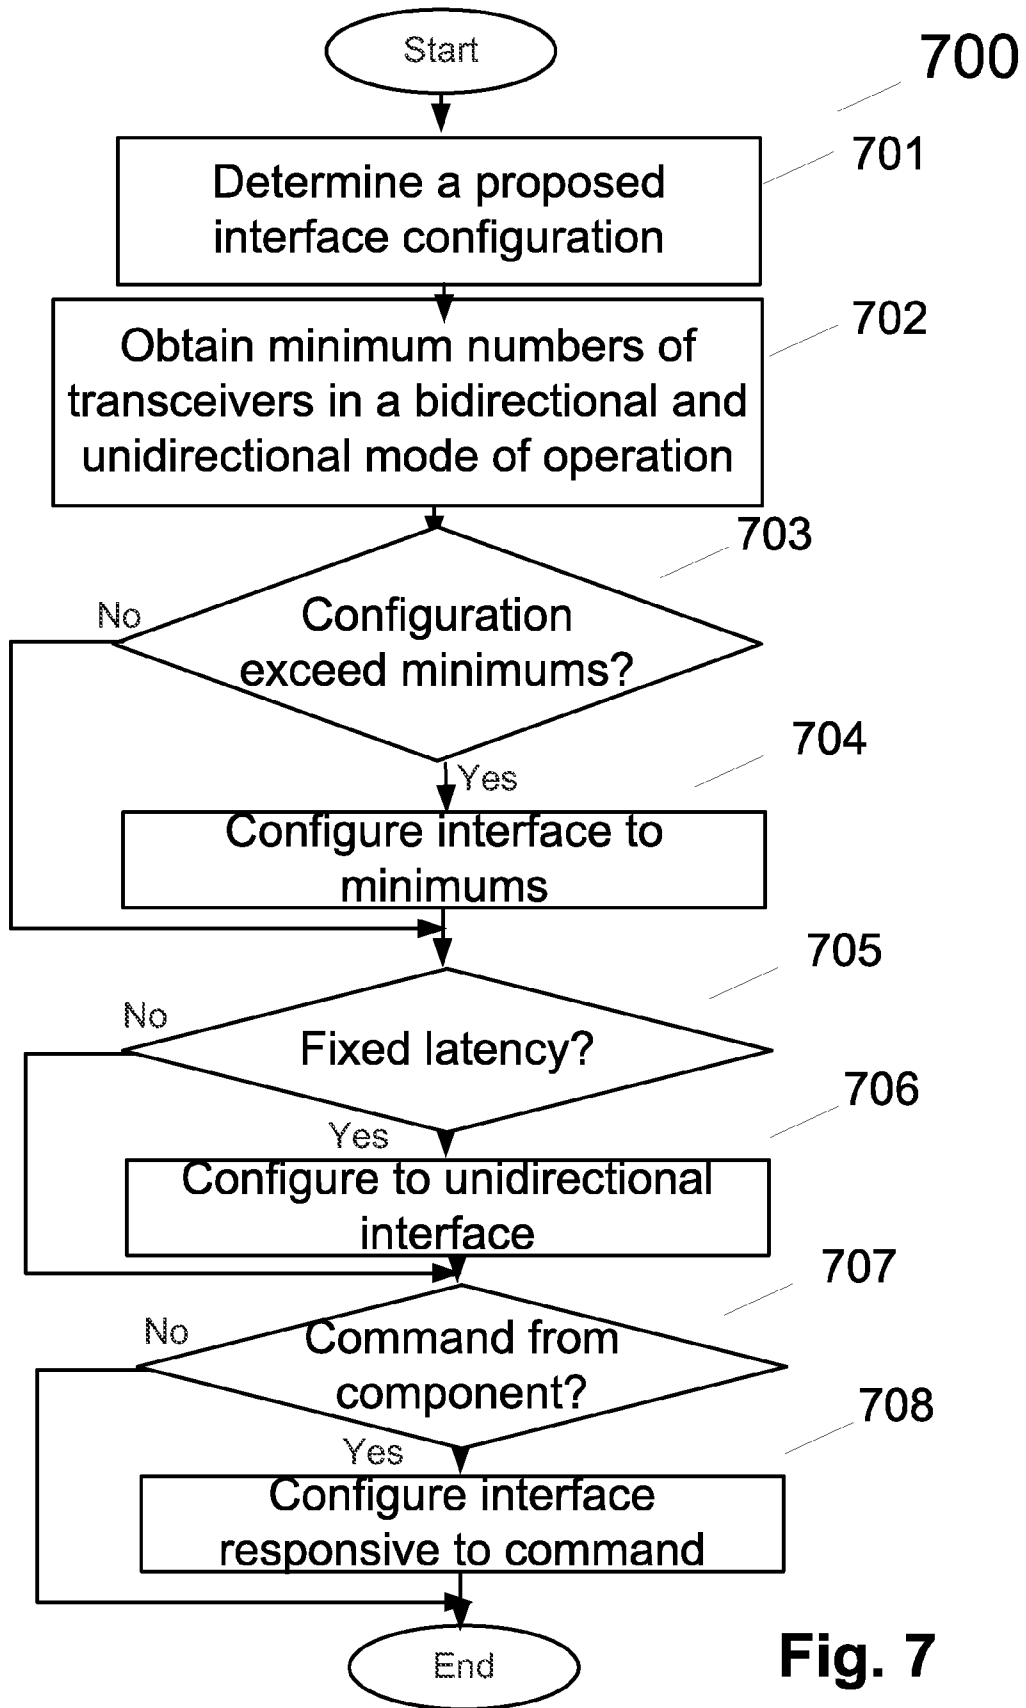 Start
700
701
Determine a proposed
interface configuration
702
Obtain minimum numbers of
transceivers in a bidirectional and
unidirectional mode of operation
703
No
Configuration
exceed minimums?
704
Yes
Configure interface to
minimums
705
No
Fixed latency?
706
Yes
Configure to unidirectional
interface
707
No
Command from
component?
708
Yes
Configure interface
responsive to command
End
Fig. 7